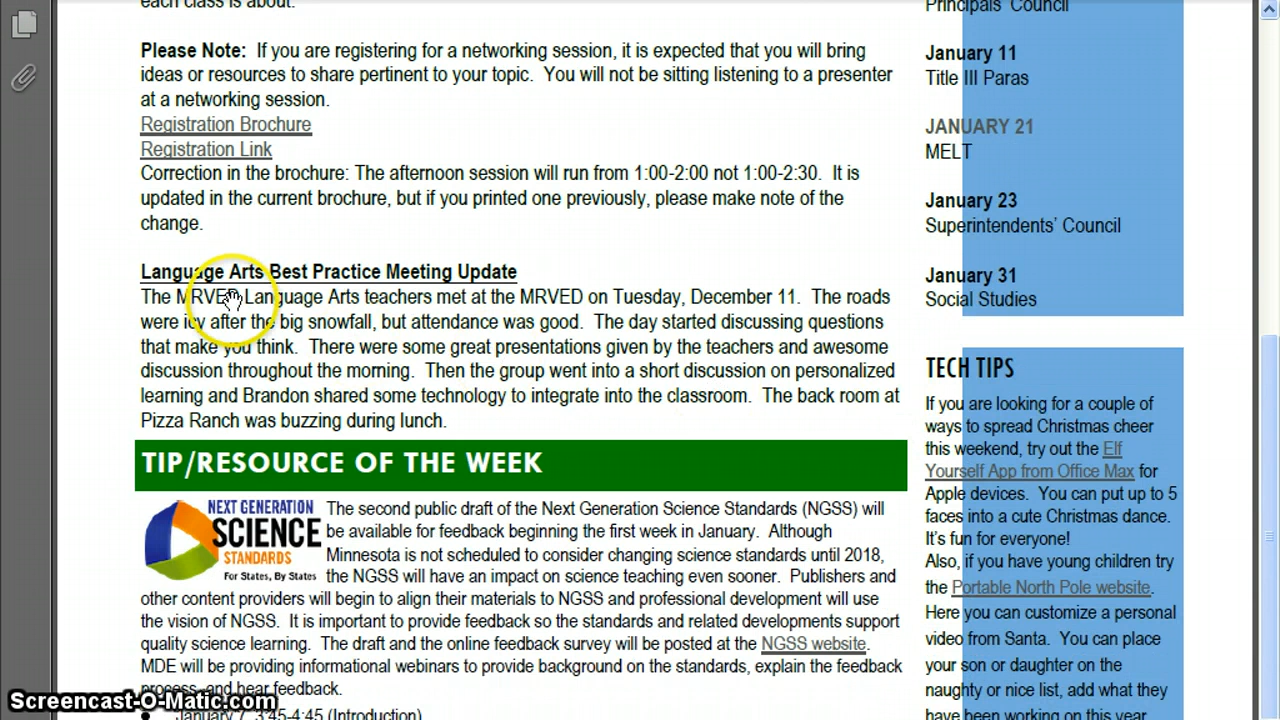 each class is about.
Please Note:  If you are registering for a networking session, it is expected that you will bring
ideas or resources to share pertinent to your topic.  You will not be sitting listening to a presenter
at a networking session.
Registration Brochure
Registration Link
Correction in the brochure: The afternoon session will run from 1:00-2:00 not 1:00-2:30.  It is
updated in the current brochure, but if you printed one previously, please make note of the
change.
Language Arts Best Practice Meeting Update
The MRVED Language Arts teachers met at the MRVED on Tuesday, December 11.  The roads
were icy after the big snowfall, but attendance was good.  The day started discussing questions
that make you think.  There were some great presentations given by the teachers and awesome
discussion throughout the morning.  Then the group went into a short discussion on personalized
learning and Brandon shared some technology to integrate into the classroom.  The back room at
Pizza Ranch was buzzing during lunch.
TIP/RESOURCE OF THE WEEK
NEXT GENERATION
SCIENCE
STANDARDS
For States, By States
The second public draft of the Next Generation Science Standards (NGSS) will
be available for feedback beginning the first week in January.  Although
Minnesota is not scheduled to consider changing science standards until 2018,
the NGSS will have an impact on science teaching even sooner.  Publishers and
other content providers will begin to align their materials to NGSS and professional development will use
the vision of NGSS.  It is important to provide feedback so the standards and related developments support
quality science learning.  The draft and the online feedback survey will be posted at the NGSS website.
MDE will be providing informational webinars to provide background on the standards, explain the feedback
process, and hear feedback.
January 7, 3:45-4:45 (Introduction)
Principals' Council
January 11
Title III Paras
JANUARY 21
MELT
January 23
Superintendents' Council
January 31
Social Studies
TECH TIPS
If you are looking for a couple of
ways to spread Christmas cheer
this weekend, try out the Elf
Yourself App from Office Max for
Apple devices.  You can put up to 5
faces into a cute Christmas dance.
It's fun for everyone!
Also, if you have young children try
the Portable North Pole website.
Here you can customize a personal
video from Santa.  You can place
your son or daughter on the
naughty or nice list, add what they
have been working on this year
Screencast-O-Matic.com